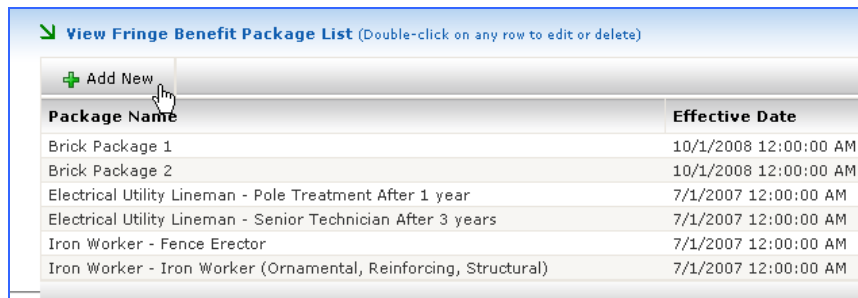 View Fringe Benefit Package List (Double-click on any row to edit or delete)
Add New
Package Name Effective Date
Brick Package 1 10/1/2008 12:00:00 AM
Brick Package 2 10/1/2008 12:00:00 AM
Electrical Utility Lineman - Pole Treatment After 1 year 7/1/2007 12:00:00 AM
Electrical Utility Lineman - Senior Technician After 3 years 7/1/2007 12:00:00 AM
Iron Worker - Fence Erector 7/1/2007 12:00:00 AM
Iron Worker - Iron Worker (Ornamental, Reinforcing, Structural) 7/1/2007 12:00:00 AM